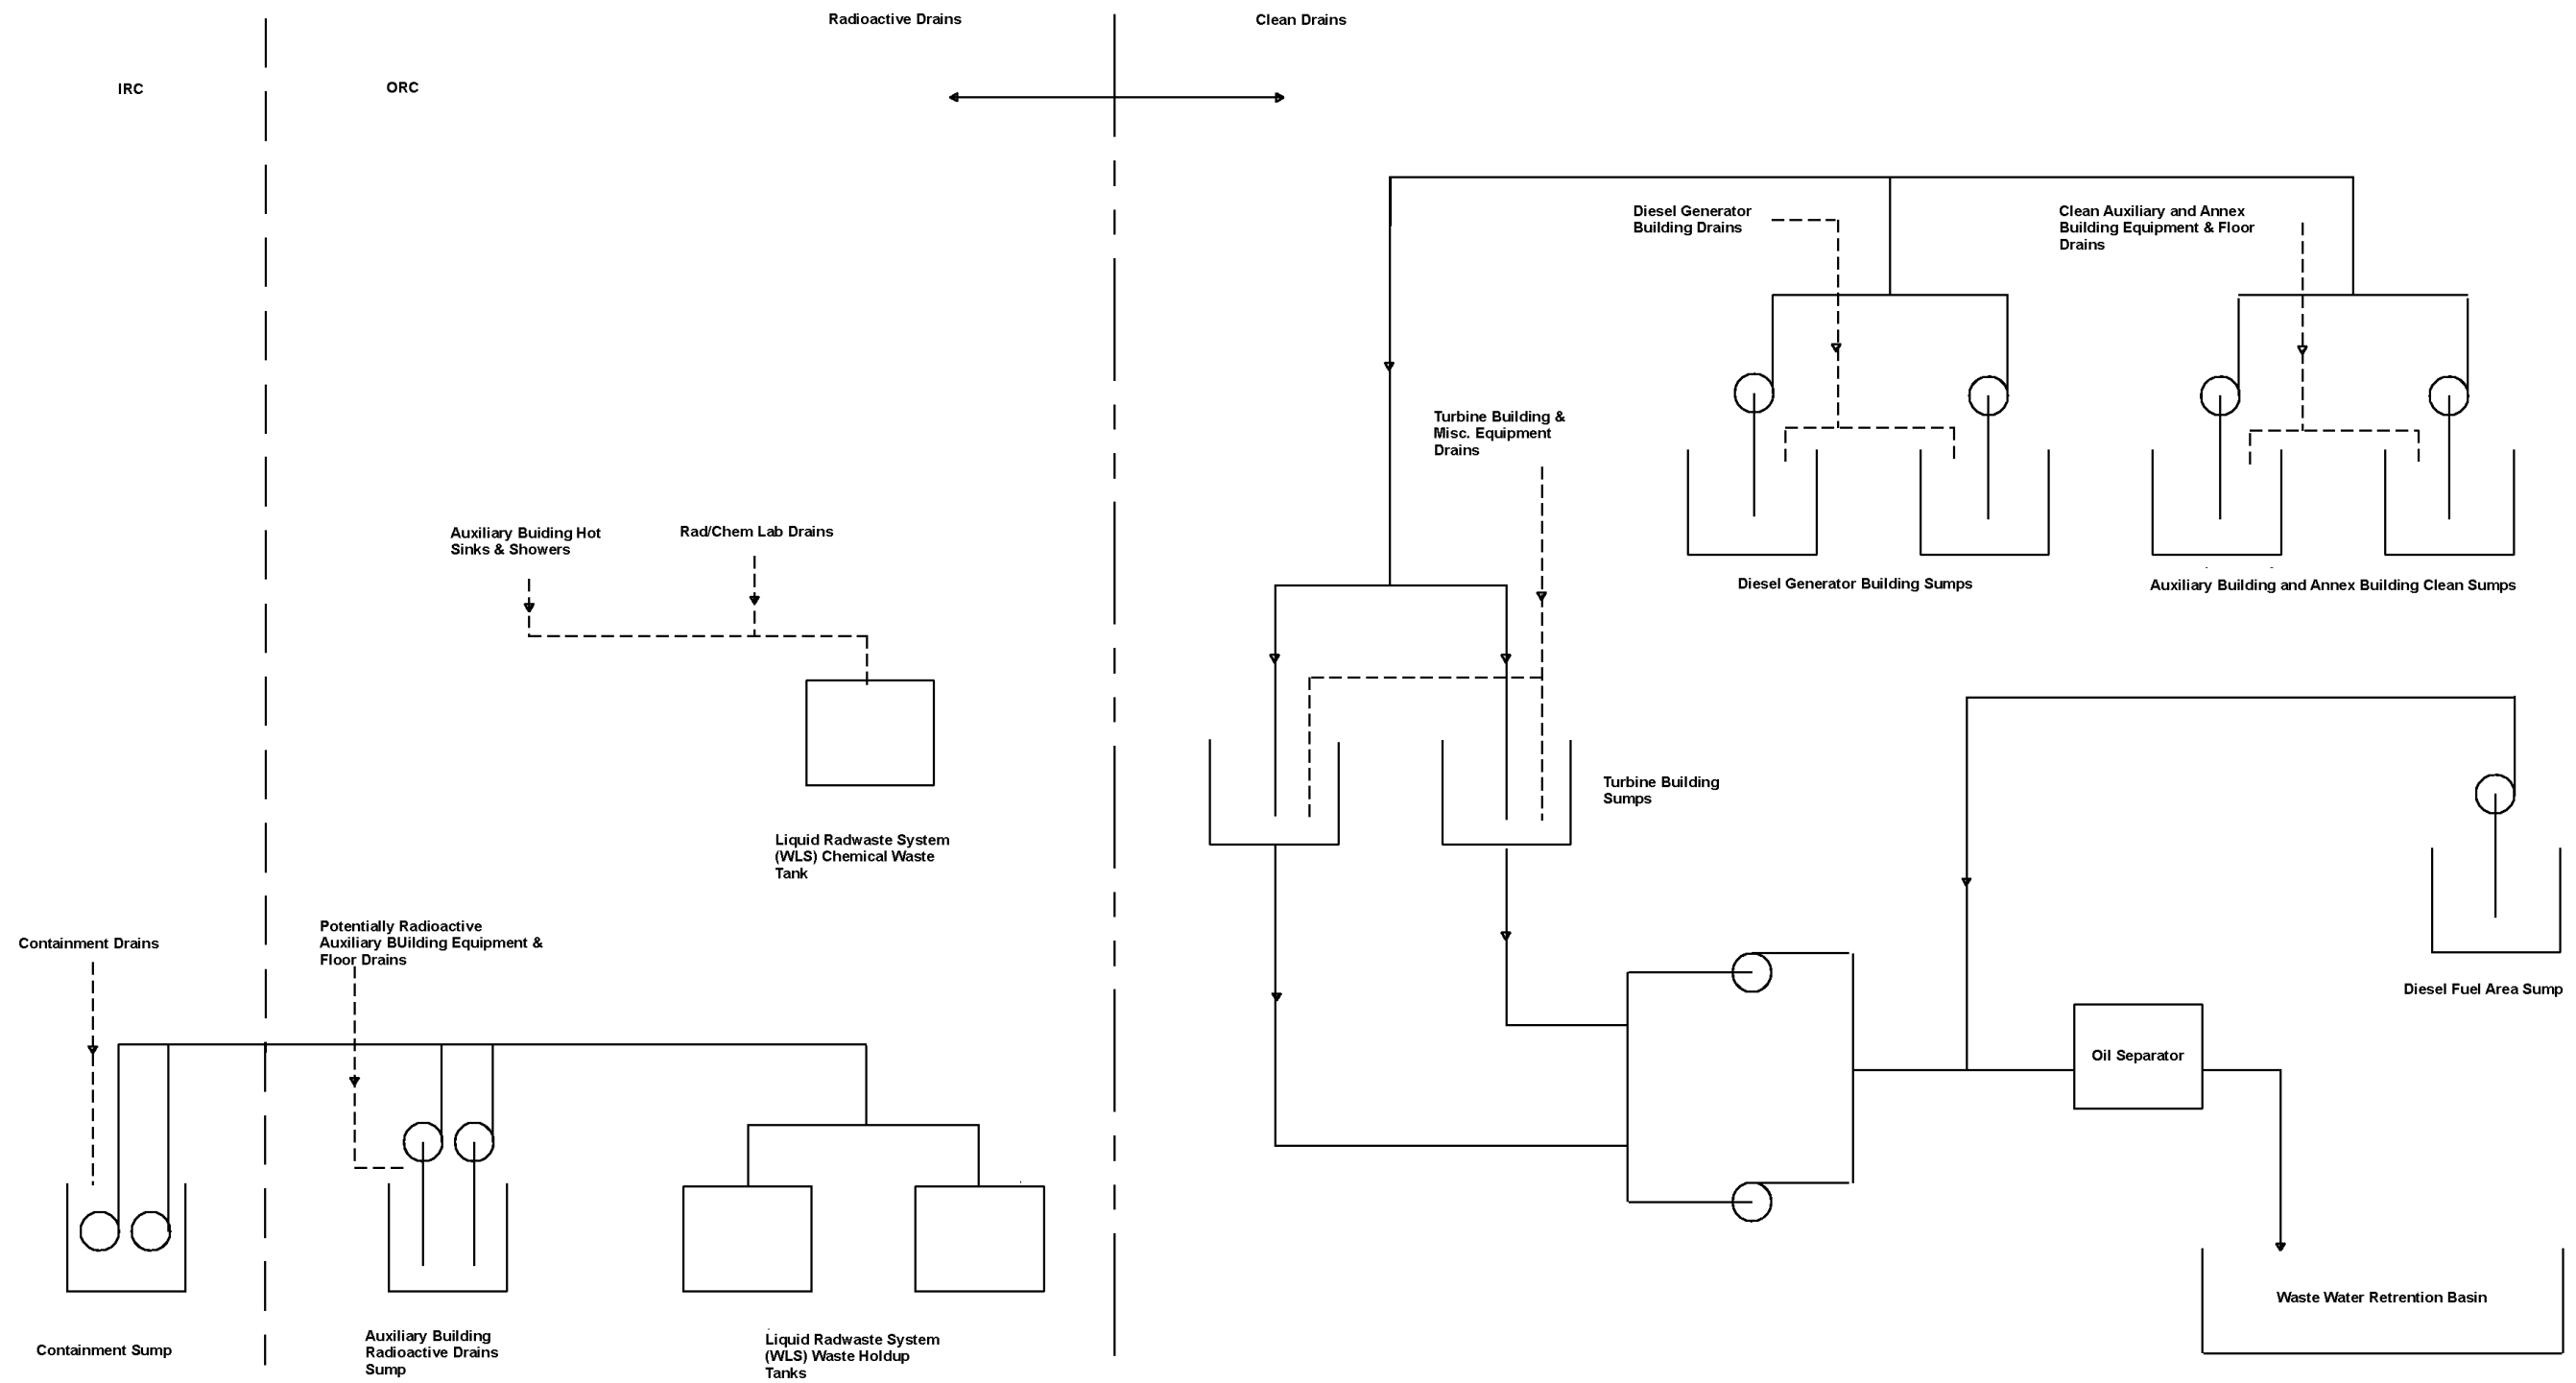 Radioactive Drains
Clean Drains
IRC
ORC
Diesel Generator
Building Drains
Clean Auxiliary and Annex
Building Equipment & Floor
Drains
Turbine Building &
Misc. Equipment
Drains
Auxiliary Buiding Hot
Sinks & Showers
Rad/Chem Lab Drains
Diesel Generator Building Sumps
Auxiliary Building and Annex Building Clean Sumps
Turbine Building
Sumps
Liquid Radwaste System
(WLS) Chemical Waste
Tank
Containment Drains
Potentially Radioactive
Auxiliary BUilding Equipment &
Floor Drains
Diesel Fuel Area Sump
Oil Separator
Waste Water Retrention Basin
Containment Sump
Auxiliary Building
Radioactive Drains
Sump
Liquid Radwaste System
(WLS) Waste Holdup
Tanks